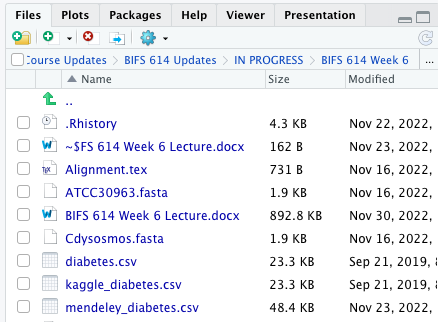 Files Plots Packages Help Viewer Presentation
Course Updates BIFS 614 Updates IN PROGRESS BIFS 614 Week 6 ...
Name Size Modified
..
.Rhistory 4.3 KB Nov 22, 2022,
~$FS 614 Week 6 Lecture.docx 162 B Nov 23, 2022,
Alignment.tex 731 B Nov 16, 2022,
ATCC30963.fasta 1.9 KB Nov 16, 2022,
BIFS 614 Week 6 Lecture.docx 892.8 KB Nov 30, 2022,
Cdysosmos.fasta 1.9 KB Nov 16, 2022,
diabetes.csv 23.3 KB Sep 21, 2019, 8
kaggle_diabetes.csv 23.3 KB Sep 21, 2019, 8
mendeley_diabetes.csv 48.4 KB Nov 23, 2022,